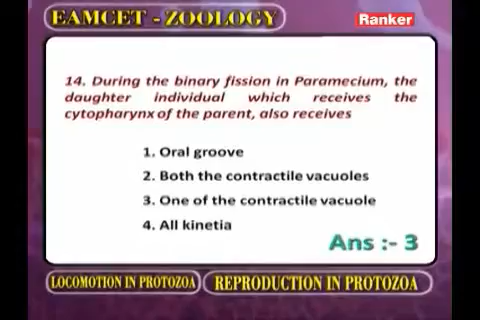 EAMCET - ZOOLOGY
Ranker
14. During the binary fission in Paramecium, the
daughter individual which receives the
cytopharynx of the parent, also receives
1. Oral groove
2. Both the contractile vacuoles
3. One of the contractile vacuole
4. All kinetia
Ans :- 3
LOCOMOTION IN PROTOZOA
REPRODUCTION IN PROTOZOA